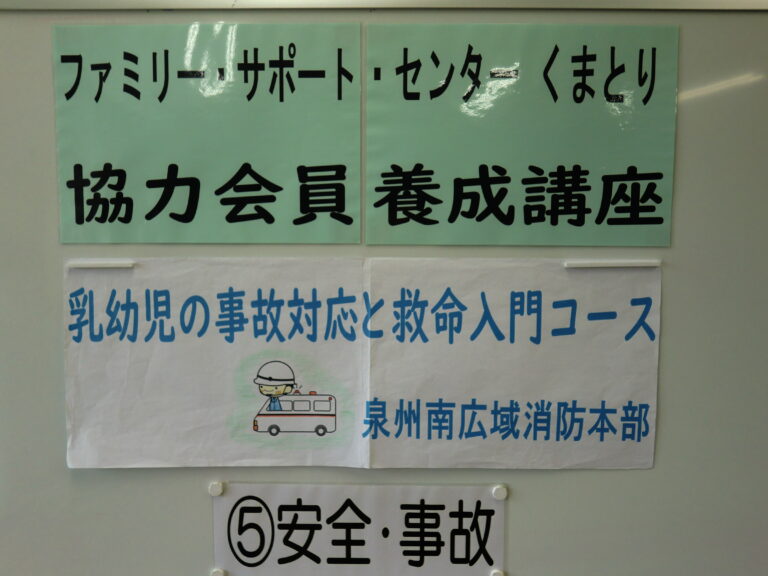 ファミリー・サポート・センター くまとり
協力会員養成講座
乳幼児の事故対応と救命入門コース
泉州南広域消防本部
⑤安全・事故